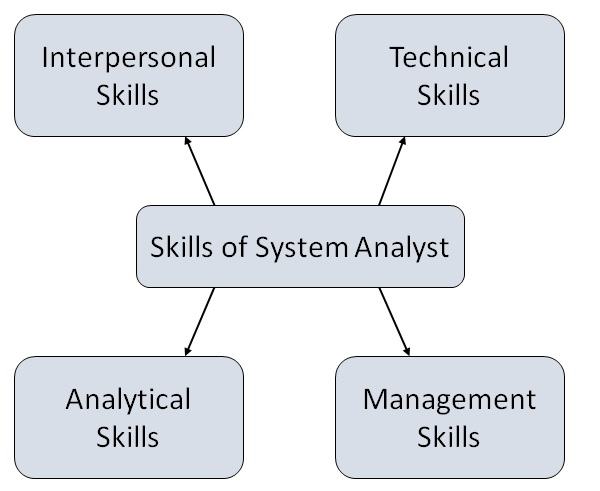 Interpersonal
Skills
Technical
Skills
Skills of System Analyst
Analytical
Skills
Management
Skills